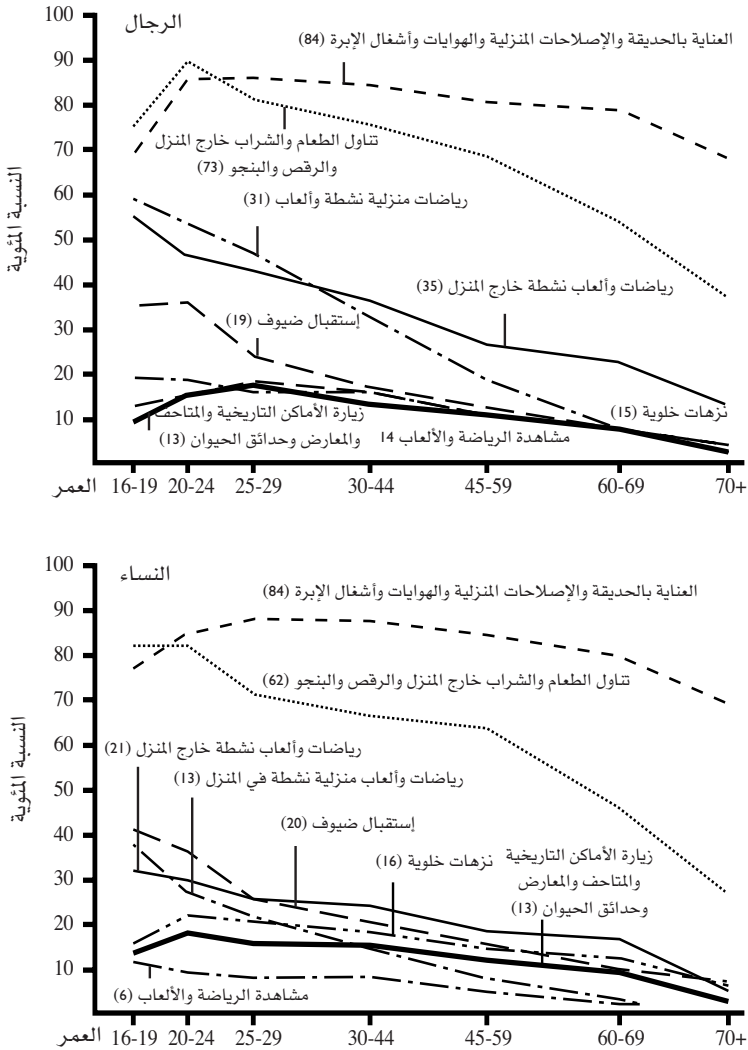 الرجال
النسبة المئوية
100
90
80
70
60
50
40
30
20
10
العناية بالحديقة والإصلاحات المنزلية والهوايات وأشغال الإبرة (84)
تناول الطعام والشراب خارج المنزل
والرقص والبنجو (73)
رياضات منزلية نشطة وألعاب (31)
رياضات وألعاب نشطة خارج المنزل (35)
إستقبال ضيوف (19)
نزهات خلوية (15)
زيارة الأماكن التاريخية والمتاحف
والمعارض وحدائق الحيوان (13)
مشاهدة الرياضة والألعاب 14
العمر 16-19 20-24 25-29 30-44 45-59 60-69 70+
النساء
النسبة المئوية
100
90
80
70
60
50
40
30
20
10
العناية بالحديقة والإصلاحات المنزلية والهوايات وأشغال الإبرة (84)
تناول الطعام والشراب خارج المنزل والرقص والبنجو (62)
رياضات وألعاب نشطة خارج المنزل (21)
رياضات وألعاب منزلية نشطة في المنزل (13)
إستقبال ضيوف (20)
نزهات خلوية (16)
زيارة الأماكن التاريخية
والمتاحف والمعارض
وحدائق الحيوان (13)
مشاهدة الرياضة والألعاب (6)
العمر 16-19 20-24 25-29 30-44 45-59 60-69 70+